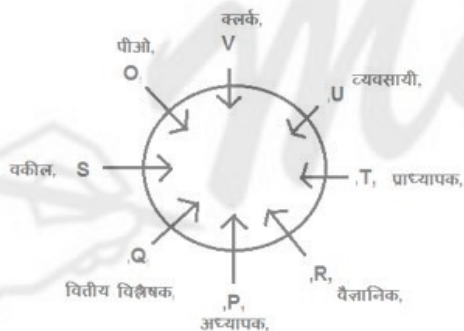 क्लर्क,
V
पीओ,
O,
,U व्यवसायी,
वकील, S
,T, प्राध्यापक,
,Q
वितीय विश्लेषक,
,R,
वैज्ञानिक,
,P,
अध्यापक,